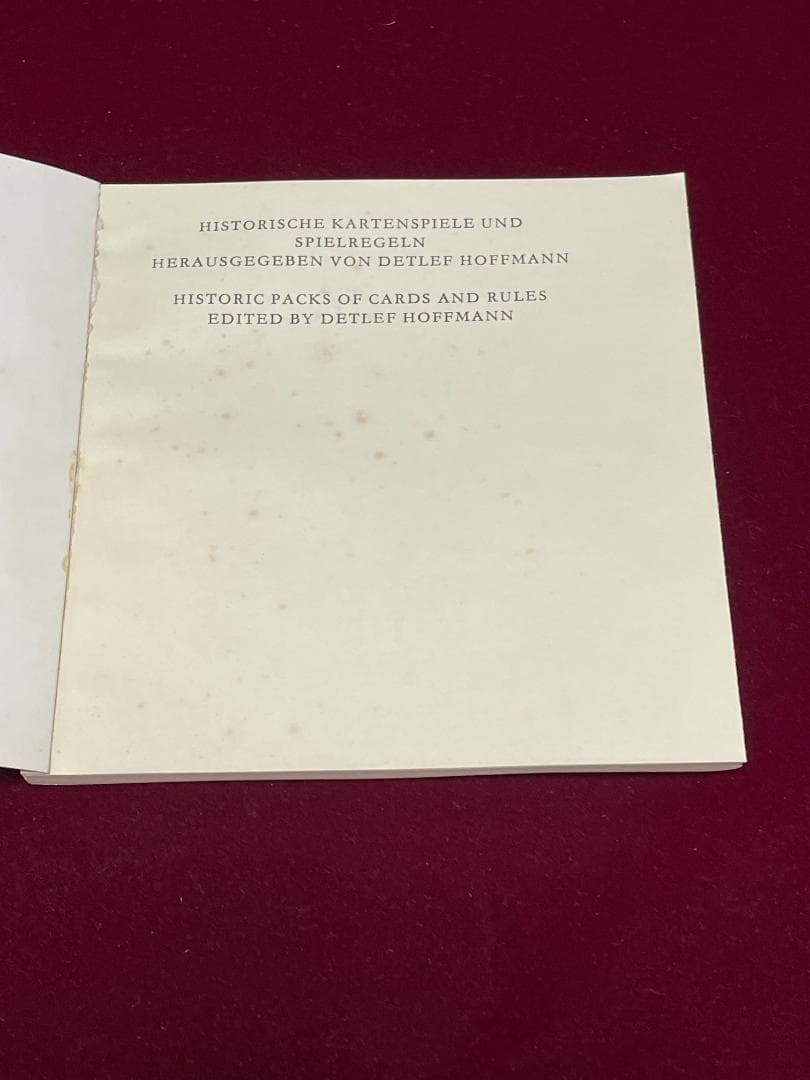 HISTORISCHE KARTENSPIELE UND
SPIELREGELN
HERAUSGEGEBEN VON DETLEF HOFFMANN
HISTORIC PACKS OF CARDS AND RULES
EDITED BY DETLEF HOFFMANN